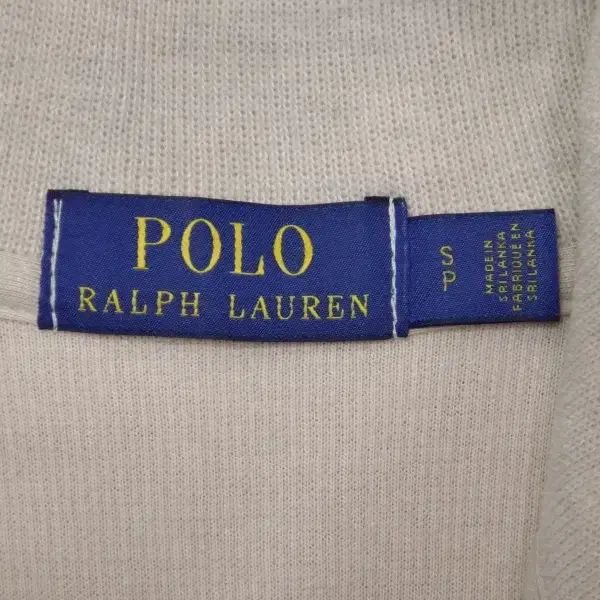 POLO
RALPH LAUREN
S
P
MADE IN
SRI LANKA
FABRIQUÉ EN
SRI LANKA